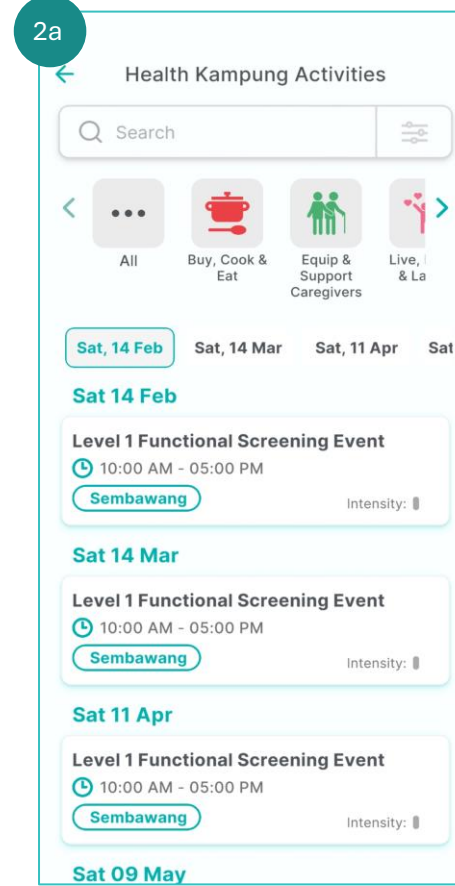 2a
Health Kampung Activities
Search
All
Buy, Cook &
Eat
Equip &
Support
Caregivers
Live,
& La
Sat, 14 Feb
Sat, 14 Mar
Sat, 11 Apr
Sat
Sat 14 Feb
Level 1 Functional Screening Event
10:00 AM - 05:00 PM
Sembawang
Intensity:
Sat 14 Mar
Level 1 Functional Screening Event
10:00 AM - 05:00 PM
Sembawang
Intensity:
Sat 11 Apr
Level 1 Functional Screening Event
10:00 AM - 05:00 PM
Sembawang
Intensity:
Sat 09 May